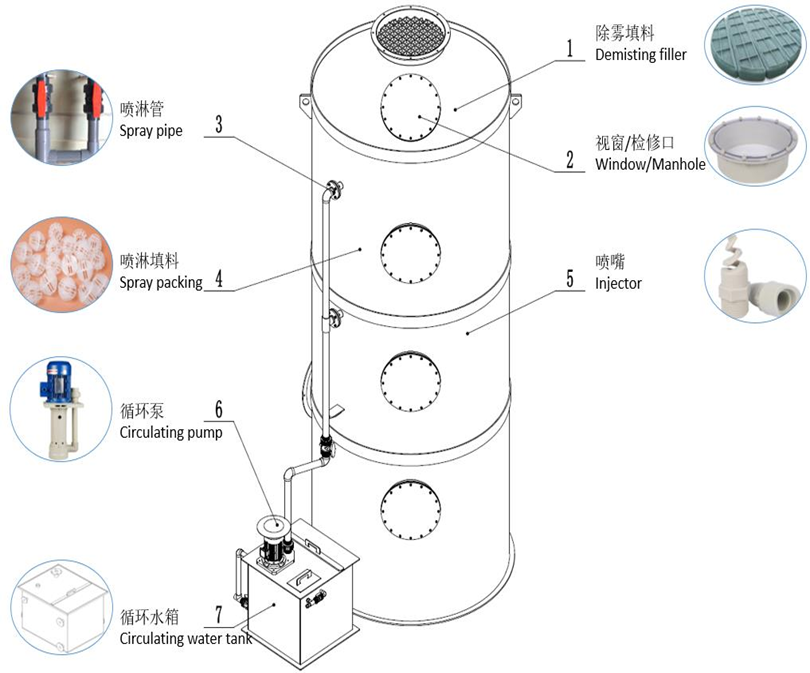 除雾填料
1
Demisting filler
喷淋管
Spray pipe
3
视窗/检修口
2
Window/Manhole
喷淋填料
Spray packing
4
5
喷嘴
Injector
循环泵
6
Circulating pump
循环水箱
7
Circulating water tank